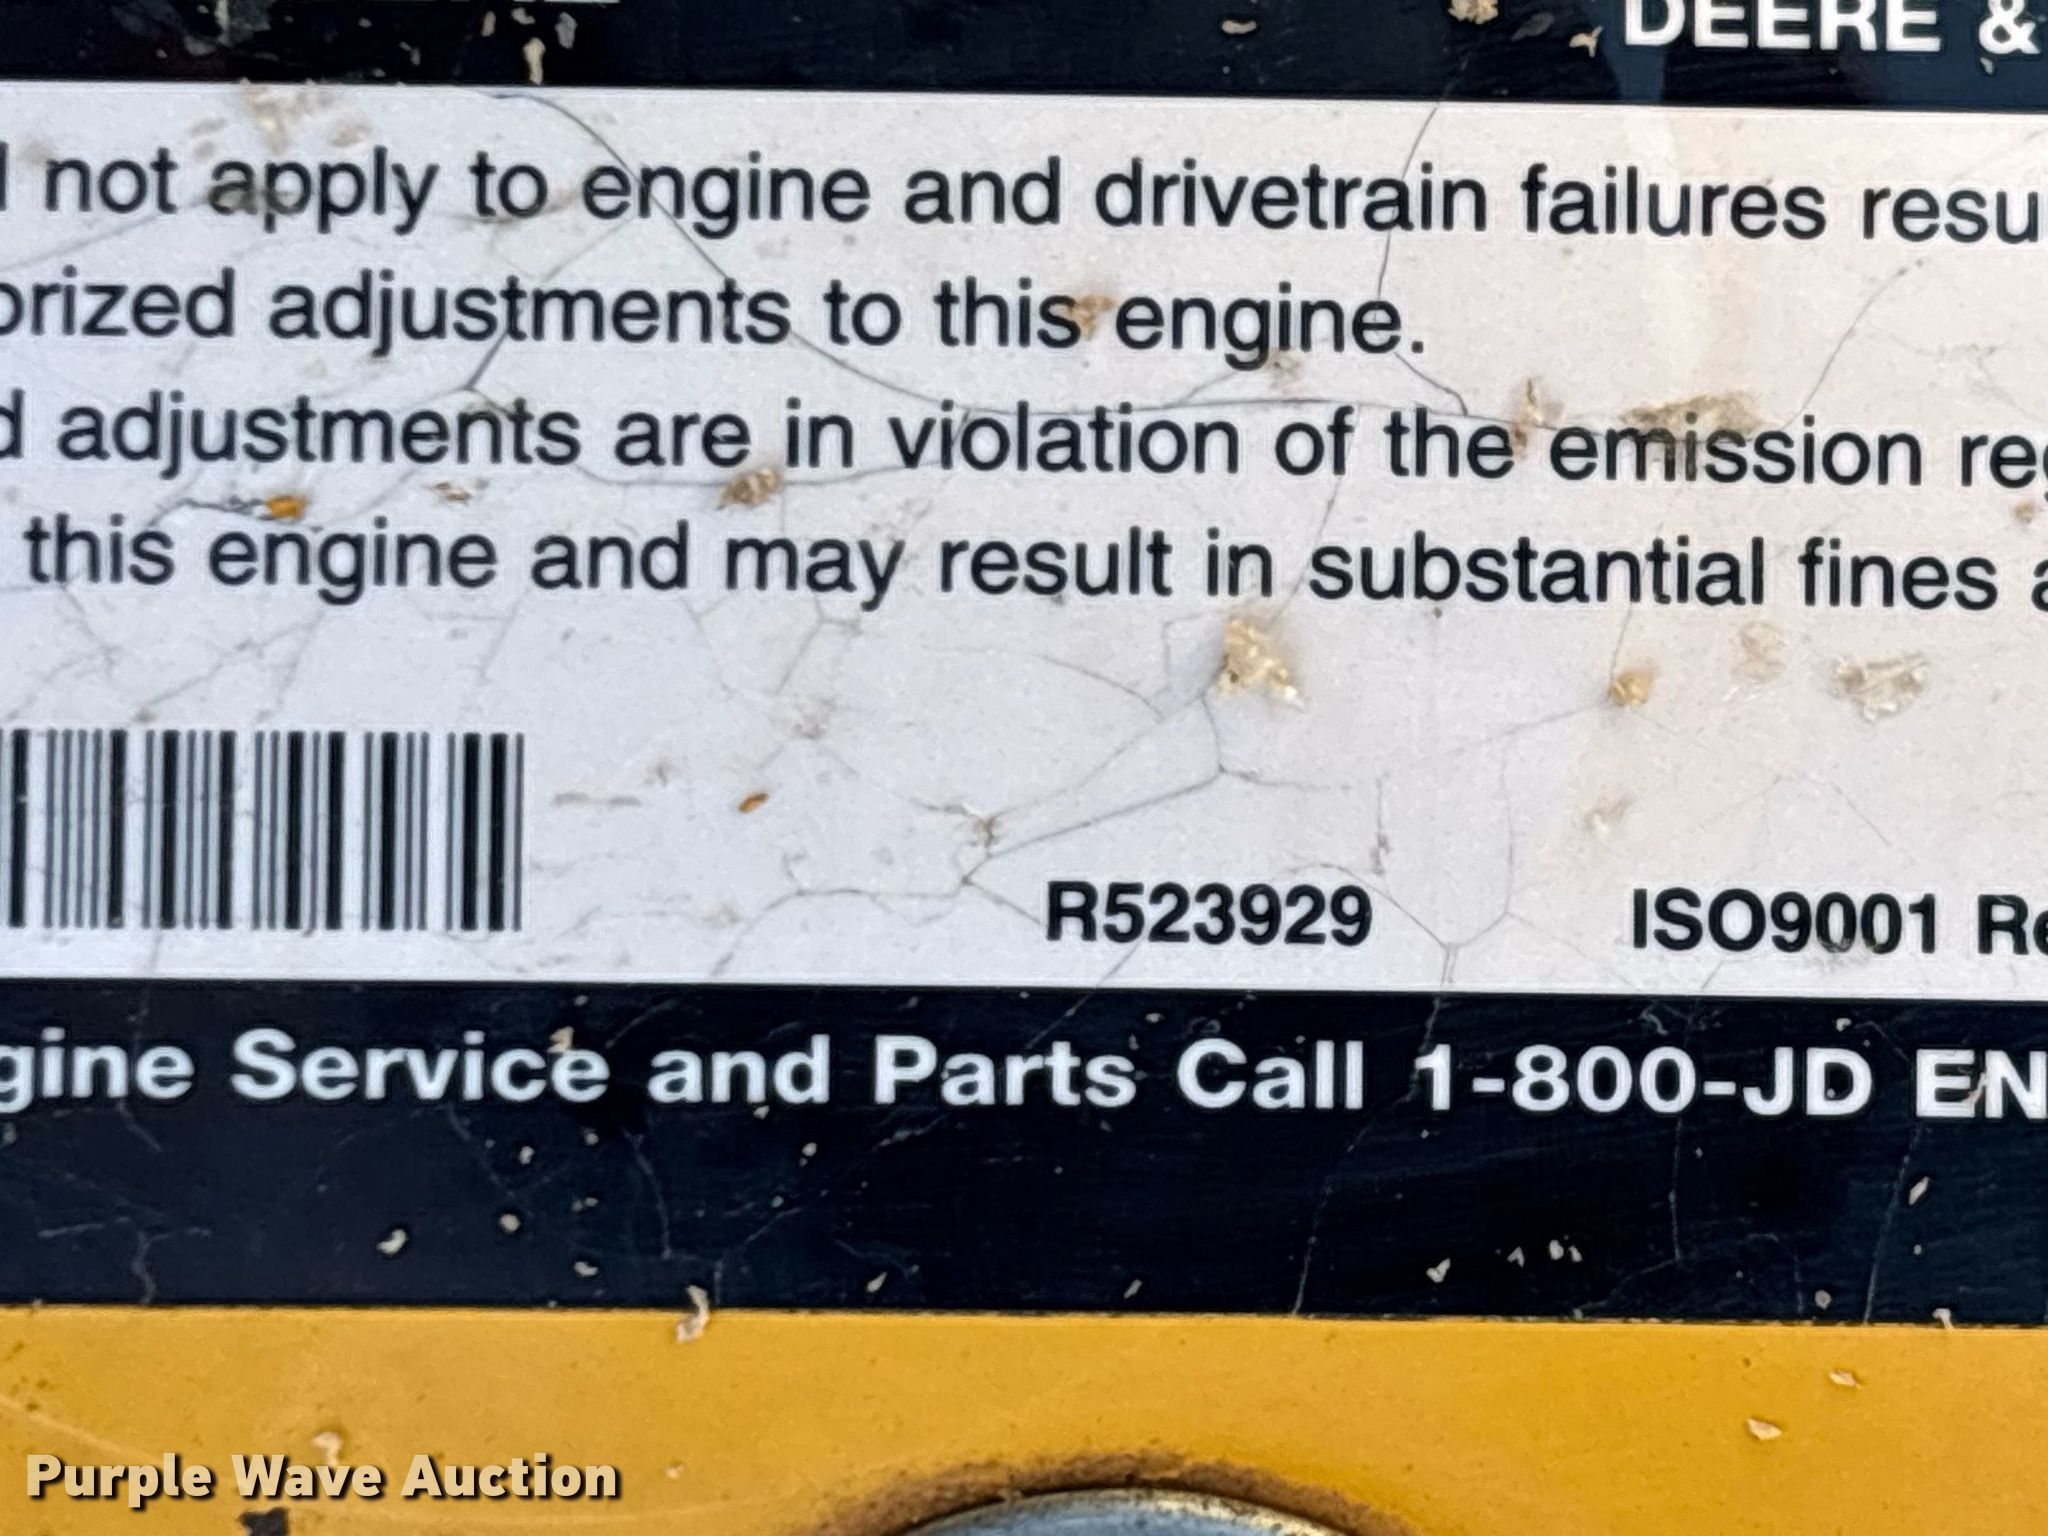 DEERE &
not apply to engine and drivetrain failures resu
orized adjustments to this engine.
d adjustments are in violation of the emission reg
this engine and may result in substantial fines a
R523929 ISO9001 Re
gine Service and Parts Call 1-800-JD EN
Purple Wave Auction